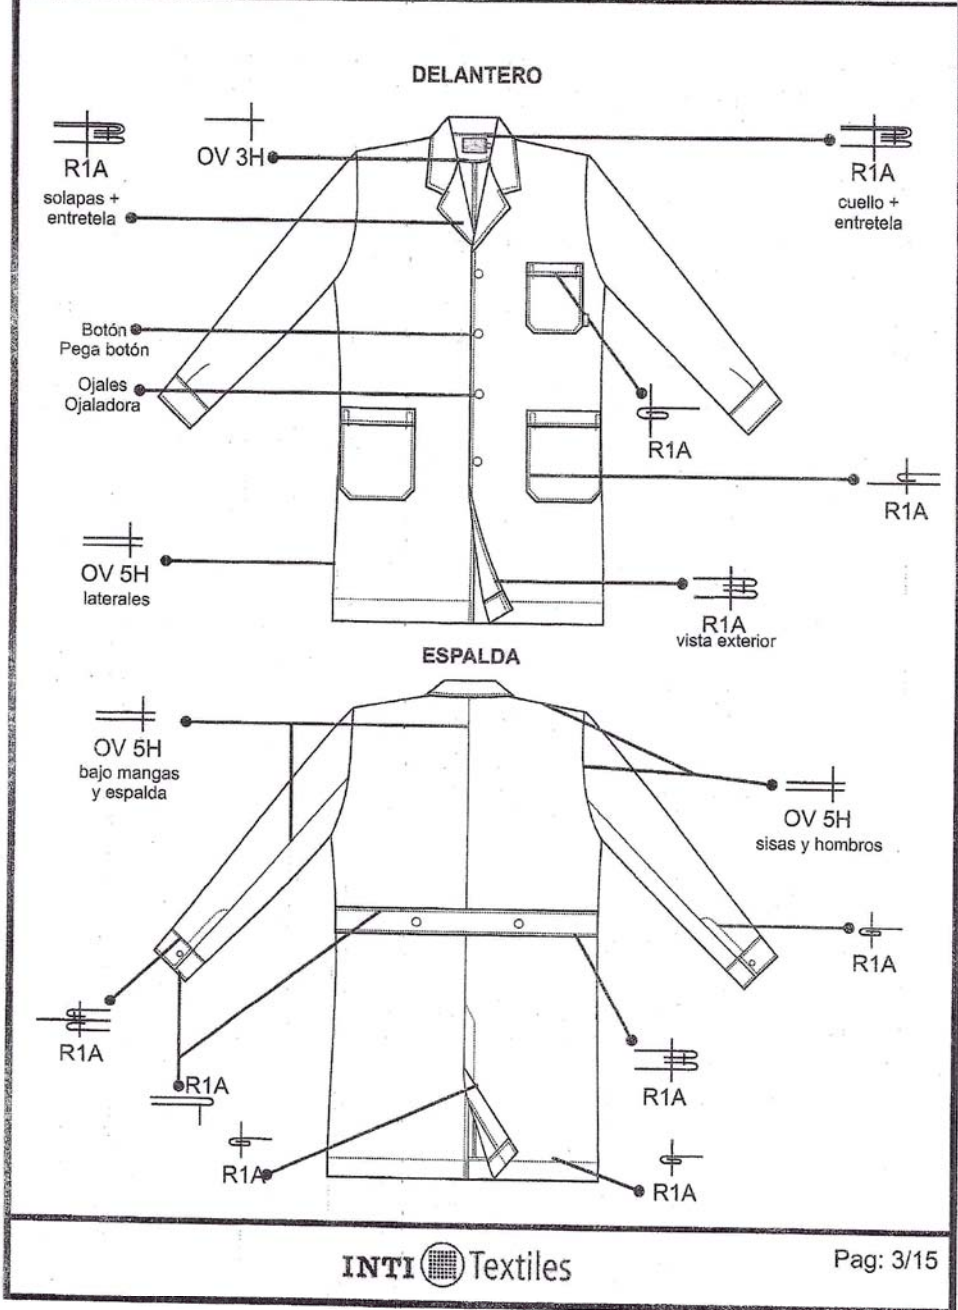 DELANTERO
R1A
solapas +
entretela
OV 3H
R1A
cuello +
entretela
Botón
Pega botón
Ojales
Ojaladora
R1A
R1A
OV 5H
laterales
R1A
vista exterior
ESPALDA
OV 5H
bajo mangas
y espalda
OV 5H
sisas y hombros
R1A
R1A
R1A
R1A
R1A
R1A
INTI Textiles
Pag: 3/15